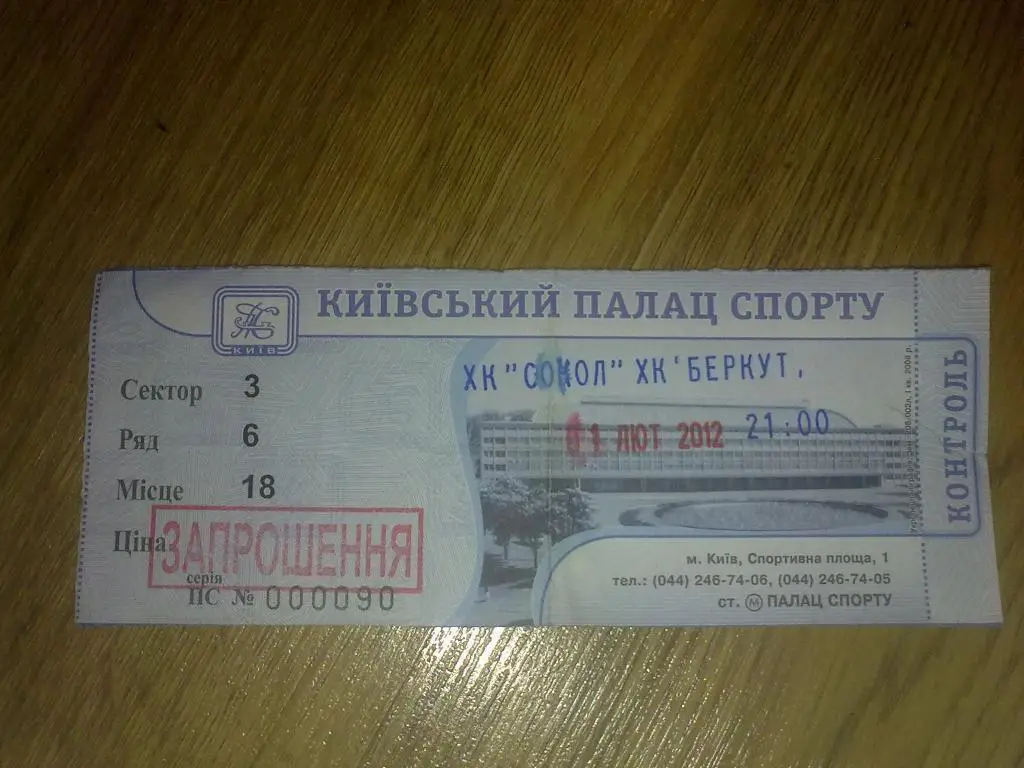 КИЇВСЬКИЙ ПАЛАЦ СПОРТУ
КИЇВ
Сектор 3
Ряд 6
Місце 18
Ціна
ЗАПРОШЕННЯ
серія
ПС № 000090
ХК "СОКОЛ" ХК 'БЕРКУТ,
01 ЛЮТ 2012 21:00
м. Київ, Спортивна площа, 1
тел.: (044) 246-74-06, (044) 246-74-05
ст. М ПАЛАЦ СПОРТУ
КОНТРОЛЬ